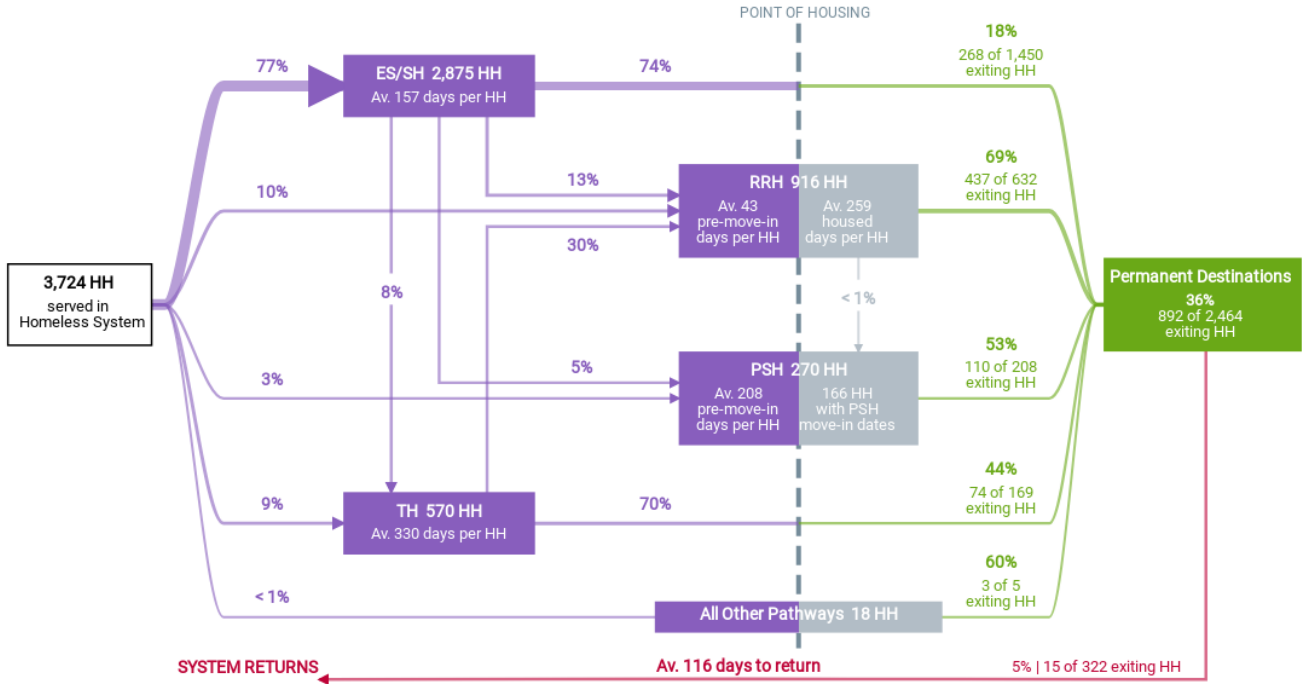 POINT OF HOUSING
77%
ES/SH 2,875 HH
Av. 157 days per HH
74%
18%
268 of 1,450
exiting HH
10%
13%
RRH 916 HH
Av. 43
pre-move-in
days per HH
Av. 259
housed
days per HH
69%
437 of 632
exiting HH
30%
3,724 HH
served in
Homeless System
8%
< 1%
Permanent Destinations
36%
892 of 2,464
exiting HH
3%
5%
PSH 270 HH
Av. 208
pre-move-in
days per HH
166 HH
with PSH
move-in dates
53%
110 of 208
exiting HH
9%
TH 570 HH
Av. 330 days per HH
70%
44%
74 of 169
exiting HH
< 1%
All Other Pathways 18 HH
60%
3 of 5
exiting HH
SYSTEM RETURNS
Av. 116 days to return
5% | 15 of 322 exiting HH